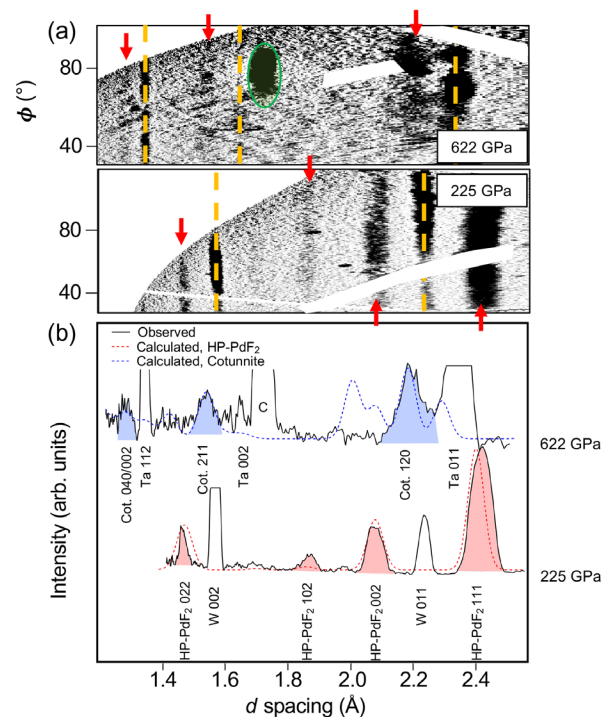 (a)
ϕ (°)
80
40
622 GPa
225 GPa
80
40
(b)
Observed
Calculated, HP-PdF₂
Calculated, Cotunnite
C
622 GPa
Cot. 040/002
Ta 112
Cot. 211
Ta 002
Cot. 120
Ta 011
225 GPa
HP-PdF₂ 022
W 002
HP-PdF₂ 102
HP-PdF₂ 002
W 011
HP-PdF₂ 111
Intensity (arb. units)
1.4 1.6 1.8 2.0 2.2 2.4
d spacing (Å)